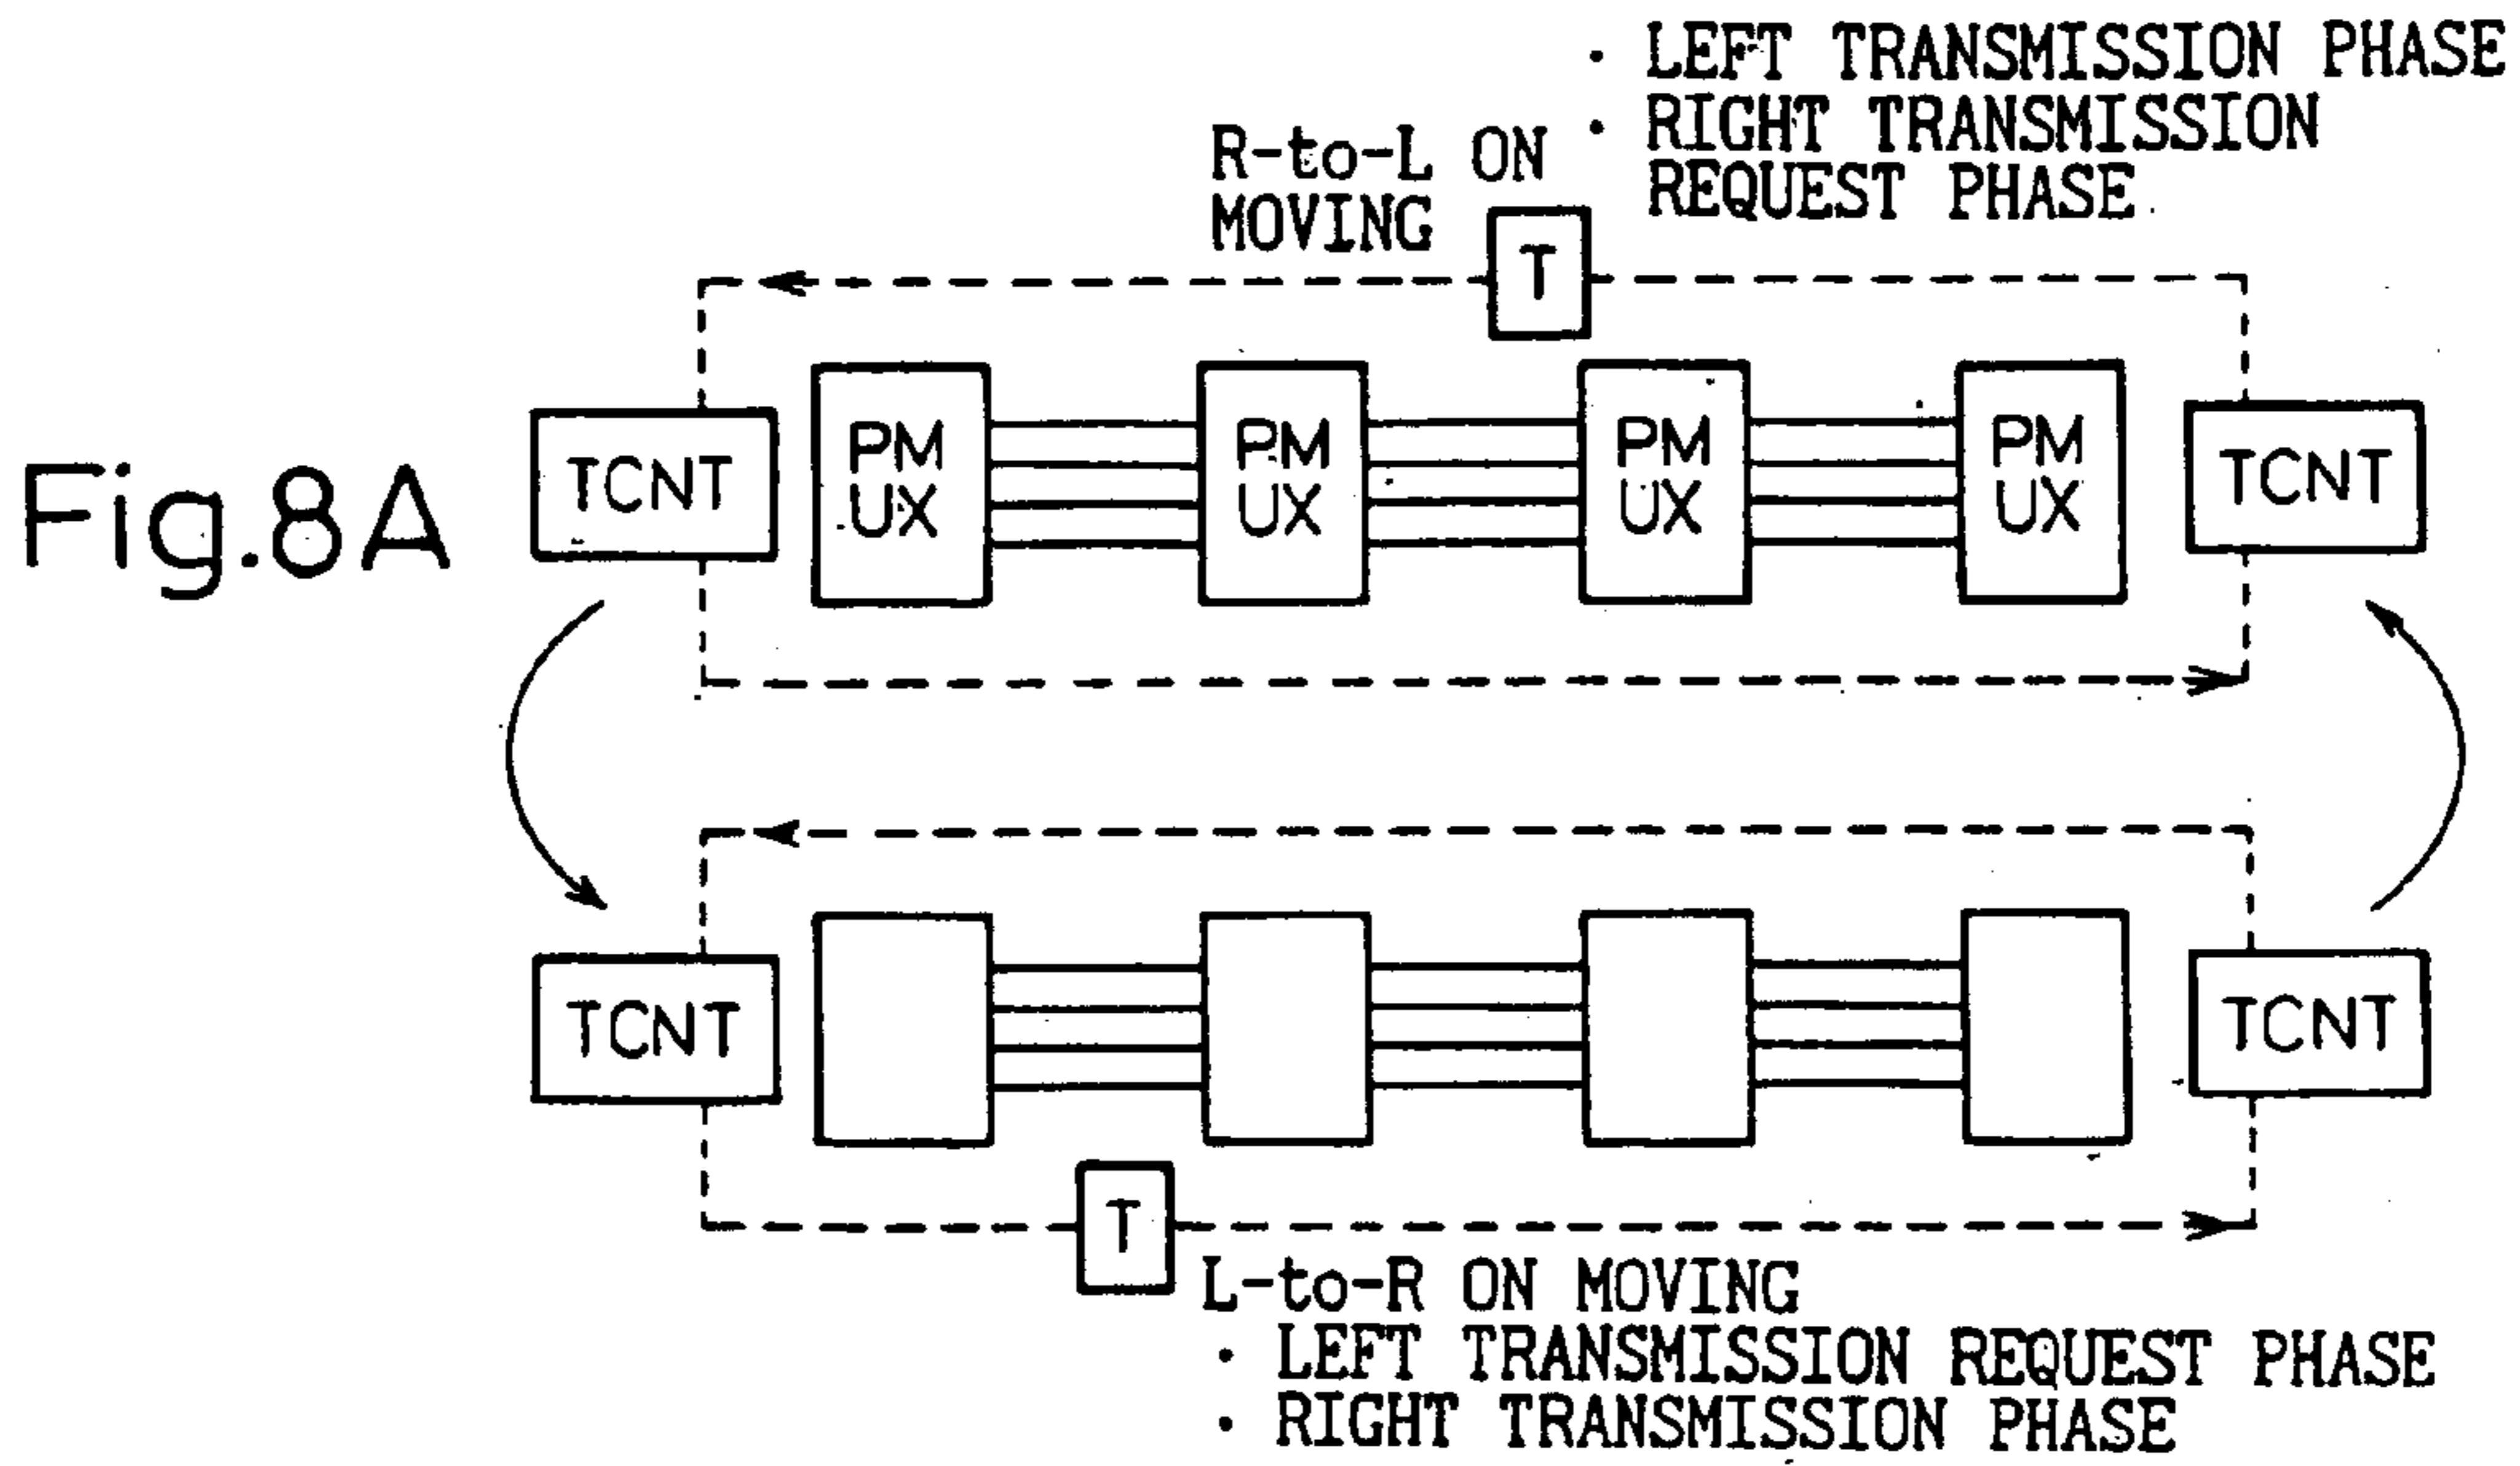 · LEFT TRANSMISSION PHASE
· RIGHT TRANSMISSION
REQUEST PHASE
R-to-L ON
MOVING
T
Fig.8A
TCNT
PM
UX
PM
UX
PM
UX
PM
UX
TCNT
TCNT
TCNT
T
L-to-R ON MOVING
· LEFT TRANSMISSION REQUEST PHASE
· RIGHT TRANSMISSION PHASE